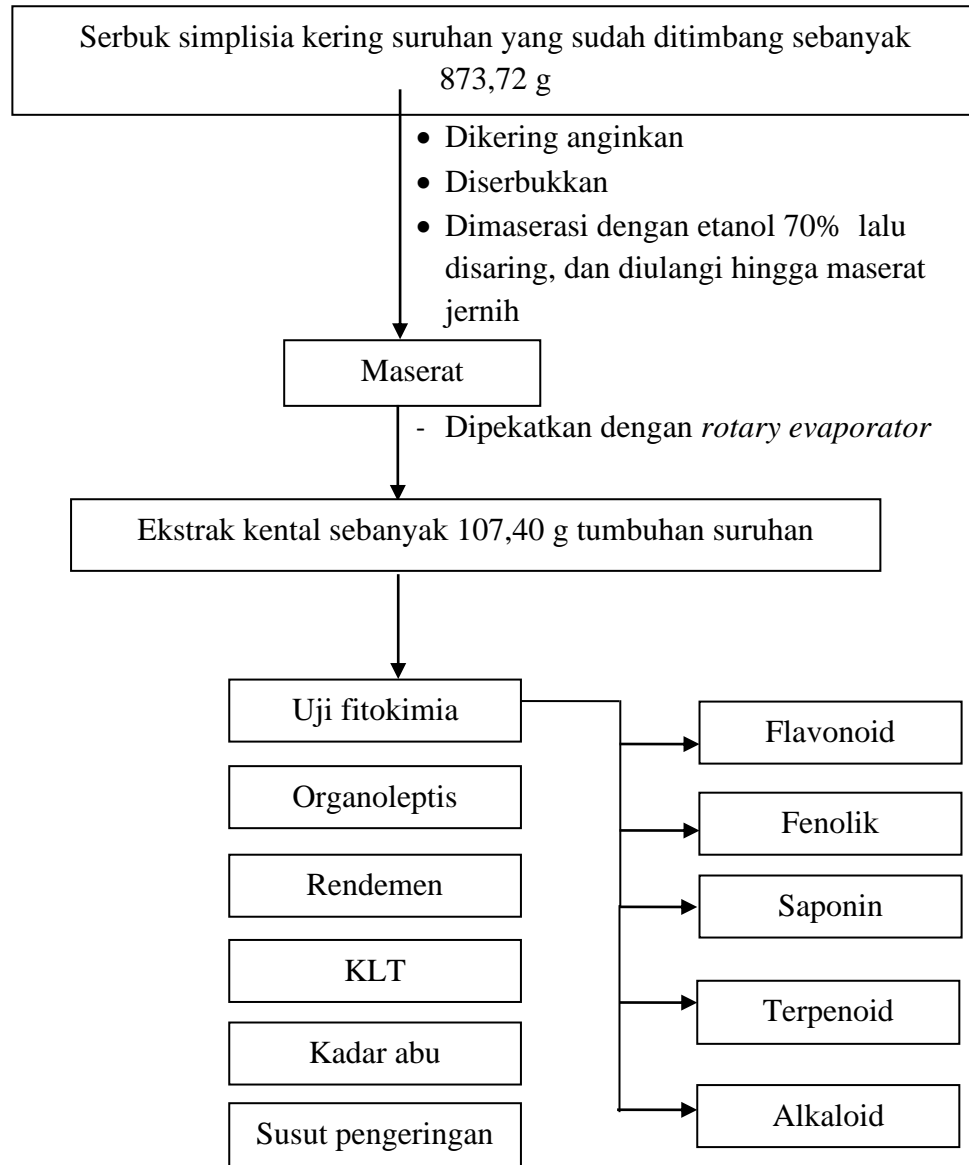 Serbuk simplisia kering suruhan yang sudah ditimbang sebanyak
873,72 g
• Dikering anginkan
• Diserbukkan
• Dimaserasi dengan etanol 70% lalu
disaring, dan diulangi hingga maserat
jernih
Maserat
- Dipekatkan dengan rotary evaporator
Ekstrak kental sebanyak 107,40 g tumbuhan suruhan
Uji fitokimia
Organoleptis
Rendemen
KLT
Kadar abu
Susut pengeringan
Flavonoid
Fenolik
Saponin
Terpenoid
Alkaloid